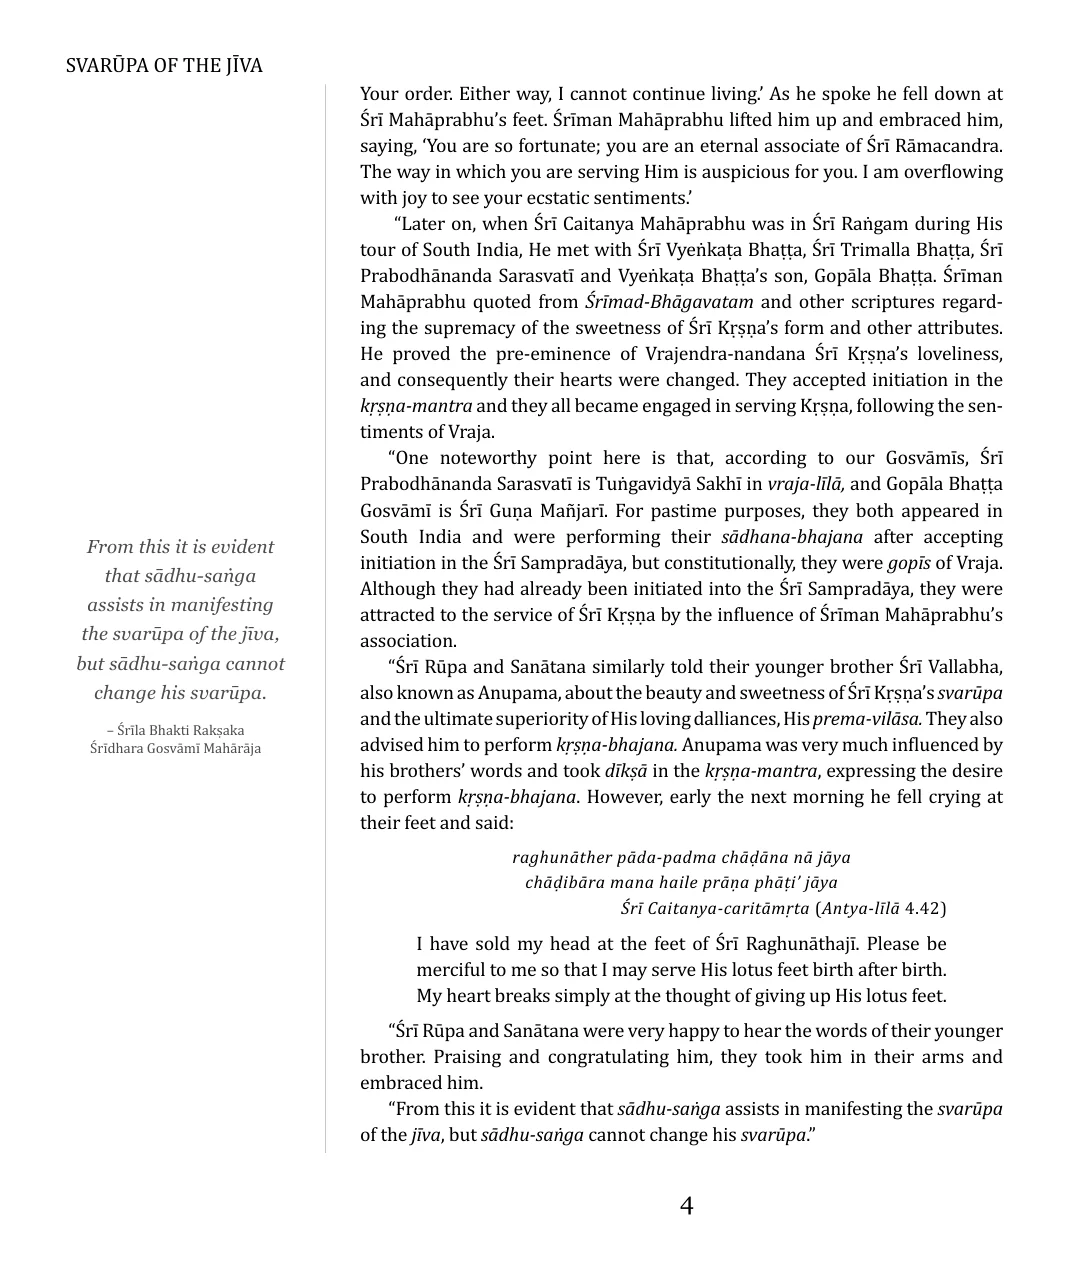 SVARŪPA OF THE JĪVA
Your order. Either way, I cannot continue living.’ As he spoke he fell down at
Śrī Mahāprabhu’s feet. Śrīman Mahāprabhu lifted him up and embraced him,
saying, ‘You are so fortunate; you are an eternal associate of Śrī Rāmacandra.
The way in which you are serving Him is auspicious for you. I am overflowing
with joy to see your ecstatic sentiments.’
“Later on, when Śrī Caitanya Mahāprabhu was in Śrī Raṅgam during His
tour of South India, He met with Śrī Vyeṅkaṭa Bhaṭṭa, Śrī Trimalla Bhaṭṭa, Śrī
Prabodhānanda Sarasvatī and Vyeṅkaṭa Bhaṭṭa’s son, Gopāla Bhaṭṭa. Śrīman
Mahāprabhu quoted from Śrīmad-Bhāgavatam and other scriptures regard-
ing the supremacy of the sweetness of Śrī Kṛṣṇa’s form and other attributes.
He proved the pre-eminence of Vrajendra-nandana Śrī Kṛṣṇa’s loveliness,
and consequently their hearts were changed. They accepted initiation in the
kṛṣṇa-mantra and they all became engaged in serving Kṛṣṇa, following the sen-
timents of Vraja.
“One noteworthy point here is that, according to our Gosvāmīs, Śrī
Prabodhānanda Sarasvatī is Tuṅgavidyā Sakhī in vraja-līlā, and Gopāla Bhaṭṭa
Gosvāmī is Śrī Guṇa Mañjarī. For pastime purposes, they both appeared in
South India and were performing their sādhana-bhajana after accepting
initiation in the Śrī Sampradāya, but constitutionally, they were gopīs of Vraja.
Although they had already been initiated into the Śrī Sampradāya, they were
attracted to the service of Śrī Kṛṣṇa by the influence of Śrīman Mahāprabhu’s
association.
“Śrī Rūpa and Sanātana similarly told their younger brother Śrī Vallabha,
also known as Anupama, about the beauty and sweetness of Śrī Kṛṣṇa’s svarūpa
and the ultimate superiority of His loving dalliances, His prema-vilāsa. They also
advised him to perform kṛṣṇa-bhajana. Anupama was very much influenced by
his brothers’ words and took dīkṣā in the kṛṣṇa-mantra, expressing the desire
to perform kṛṣṇa-bhajana. However, early the next morning he fell crying at
their feet and said:
raghunāther pāda-padma chāḍāna nā jāya
chāḍibāra mana haile prāṇa phāṭi’ jāya
Śrī Caitanya-caritāmṛta (Antya-līlā 4.42)
I have sold my head at the feet of Śrī Raghunāthajī. Please be
merciful to me so that I may serve His lotus feet birth after birth.
My heart breaks simply at the thought of giving up His lotus feet.
“Śrī Rūpa and Sanātana were very happy to hear the words of their younger
brother. Praising and congratulating him, they took him in their arms and
embraced him.
“From this it is evident that sādhu-saṅga assists in manifesting the svarūpa
of the jīva, but sādhu-saṅga cannot change his svarūpa.”
From this it is evident
that sādhu-saṅga
assists in manifesting
the svarūpa of the jīva,
but sādhu-saṅga cannot
change his svarūpa.
– Śrīla Bhakti Rakṣaka
Śrīdhara Gosvāmī Mahārāja
4